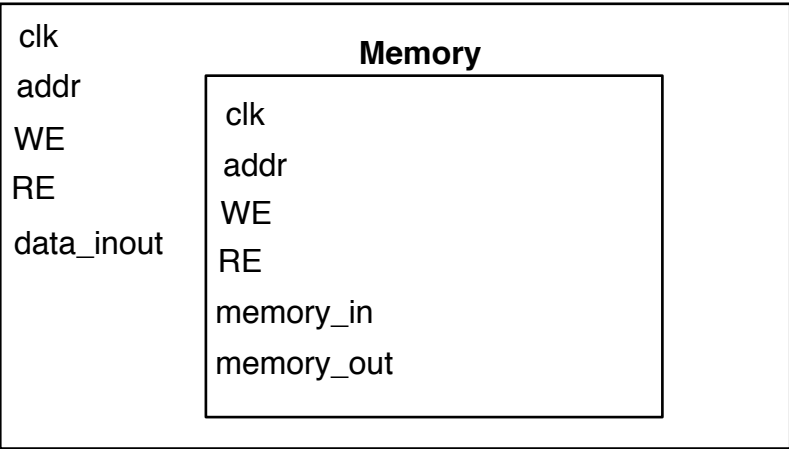 clk
addr
WE
RE
data_inout
Memory
clk
addr
WE
RE
memory_in
memory_out